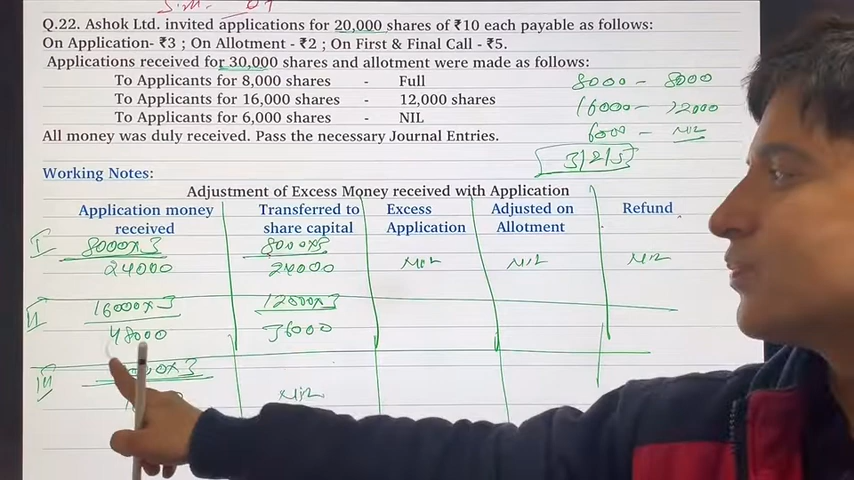 Q.22. Ashok Ltd. invited applications for 20,000 shares of ₹10 each payable as follows:
On Application- ₹3 ; On Allotment - ₹2 ; On First & Final Call - ₹5.
Applications received for 30,000 shares and allotment were made as follows:
To Applicants for 8,000 shares - Full
8000 - 8000
To Applicants for 16,000 shares - 12,000 shares
16000 - 12000
To Applicants for 6,000 shares - NIL
6000 - NIL
All money was duly received. Pass the necessary Journal Entries.
3/2/5
Working Notes:
Adjustment of Excess Money received with Application
Application money received
Transferred to share capital
Excess Application
Adjusted on Allotment
Refund
I 8000x3 8000x3
24000 24000 NIL NIL NIL
II 16000x3 12000x3
48000 36000
III x3
NIL